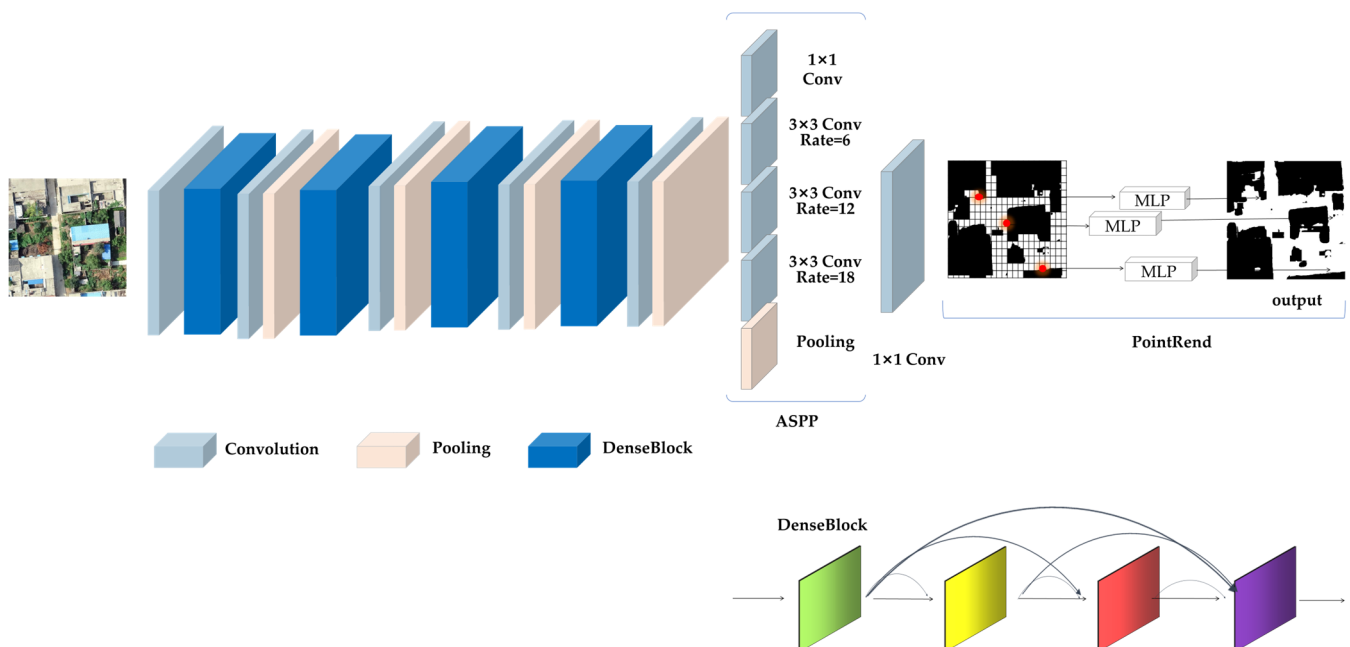 1×1
Conv
3×3 Conv
Rate=6
3×3 Conv
Rate=12
3×3 Conv
Rate=18
Pooling
ASPP
1×1 Conv
MLP
MLP
MLP
output
PointRend
Convolution
Pooling
DenseBlock
DenseBlock